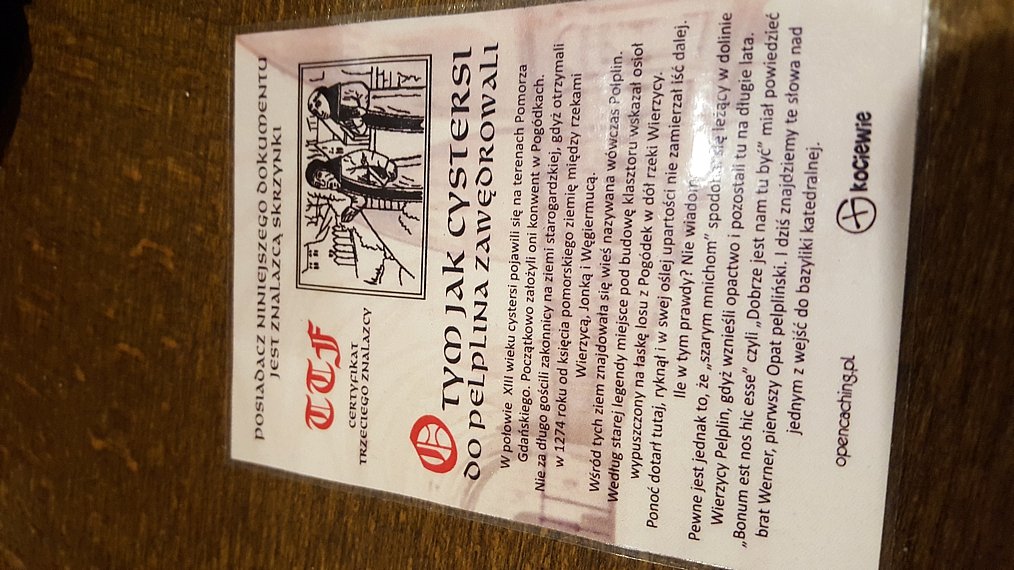 POSIADACZ NINIEJSZEGO DOKUMENTU
JEST ZNALAZCĄ SKRZYNKI
TTF
CERTYFIKAT
TRZECIEGO ZNALAZCY
O TYM JAK CYSTERSI
DO PELPLINA ZAWĘDROWALI
W połowie XIII wieku cystersi pojawili się na terenach Pomorza
Gdańskiego. Początkowo założyli oni konwent w Pogódkach.
Nie za długo gościli zakonnicy na ziemi starogardzkiej, gdyż otrzymali
w 1274 roku od księcia pomorskiego ziemię między rzekami
Wierzycą, Jonką i Węgiermucą.
Wśród tych ziem znajdowała się wieś nazywana wówczas Połplin.
Według starej legendy miejsce pod budowę klasztoru wskazał osioł
wypuszczony na łaskę losu z Pogódek w dół rzeki Wierzycy.
Ponoć dotarł tutaj, ryknął i w swej oślej upartości nie zamierzał iść dalej.
Ile w tym prawdy? Nie
Pewne jest jednak to, że „szarym mnichom" się leżący w dolinie
Wierzycy Pelplin, gdyż wznieśli opactwo i pozostali tu na długie lata.
„Bonum est nos hic esse" czyli „Dobrze jest nam tu być" miał powiedzieć
brat Werner, pierwszy Opat pelpliński. I dziś znajdziemy te słowa nad
jednym z wejść do bazyliki katedralnej.
opencaching.pl
kociewie